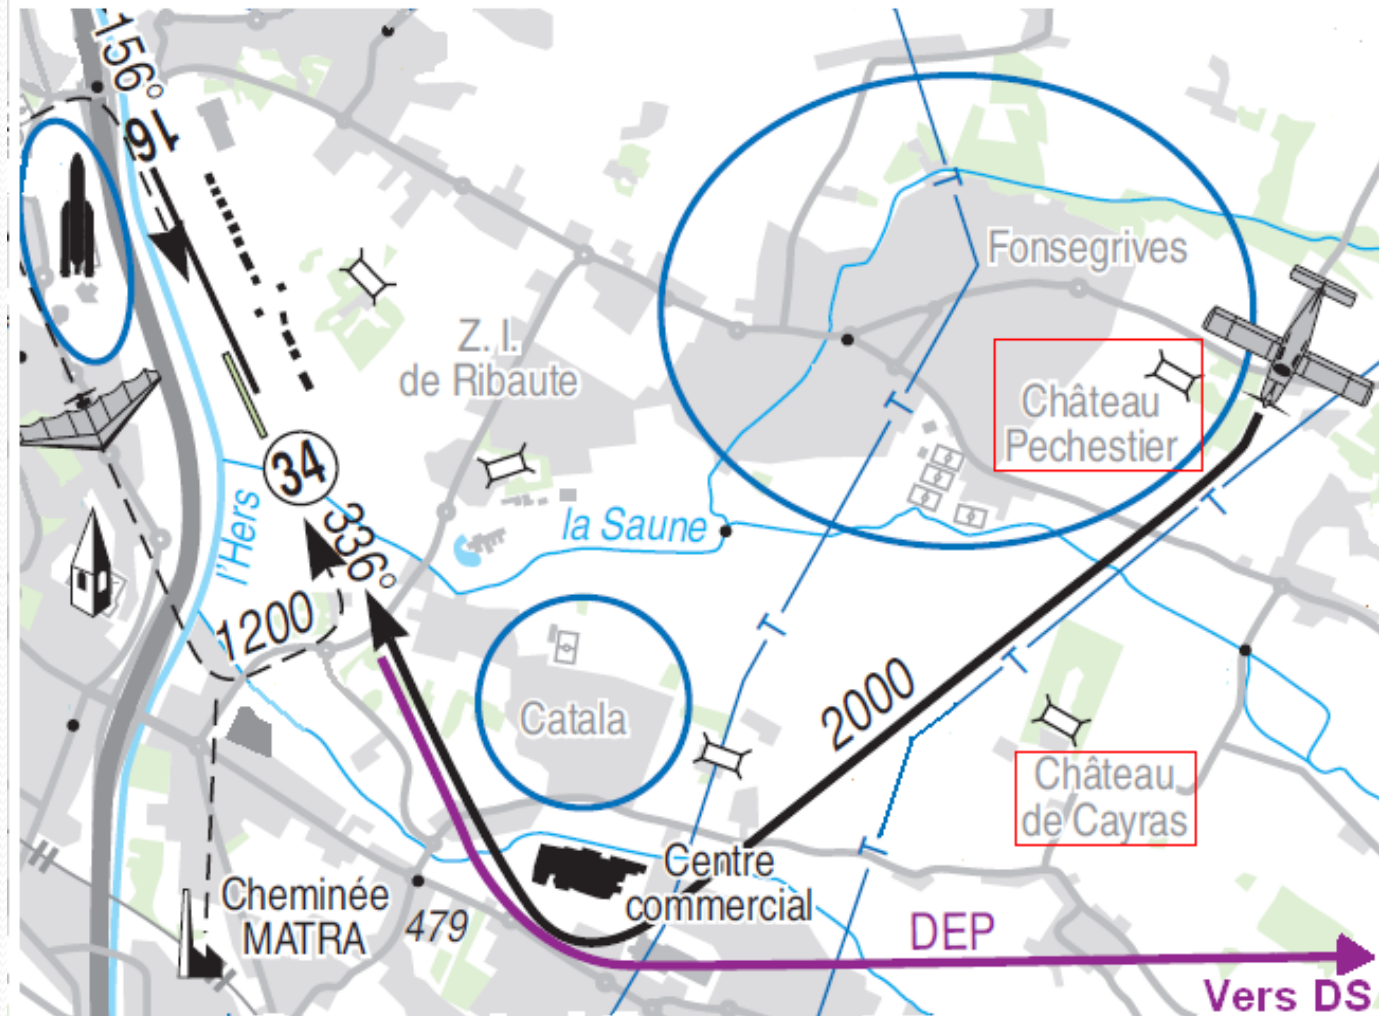 156°
16
Fonsegrives
Z. I.
de Ribaute
Château
Pechestier
34
336°
l'Hers
la Saune
T
T
T
T
T
T
1200
2000
Catala
Château
de Cayras
Centre
commercial
Cheminée
MATRA
479
DEP
Vers DS